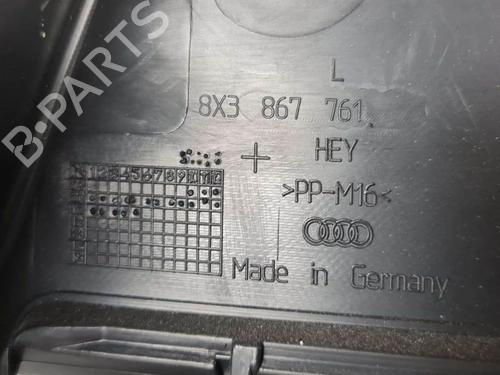 B-PARTS
L
8X3 867 761
HEY
>PP-M16<
Made in Germany